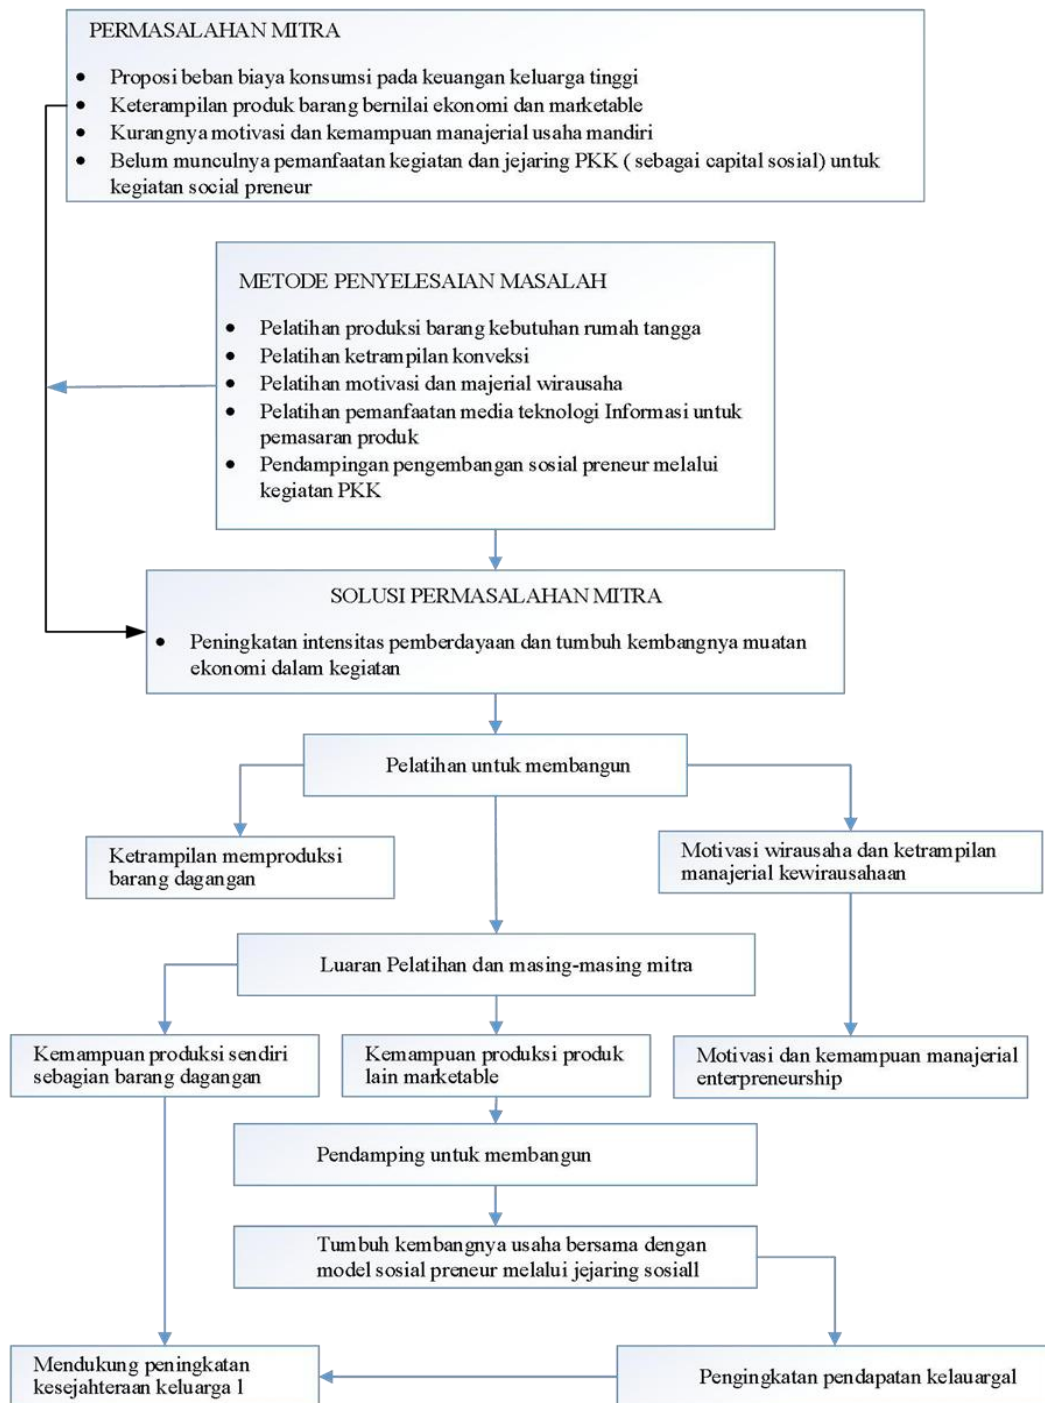 PERMASALAHAN MITRA
• Proposi beban biaya konsumsi pada keuangan keluarga tinggi
• Keterampilan produk barang bernilai ekonomi dan marketable
• Kurangnya motivasi dan kemampuan manajerial usaha mandiri
• Belum munculnya pemanfaatan kegiatan dan jejaring PKK ( sebagai capital sosial) untuk
kegiatan social preneur
METODE PENYELESAIAN MASALAH
• Pelatihan produksi barang kebutuhan rumah tangga
• Pelatihan ketrampilan konveksi
• Pelatihan motivasi dan majerial wirausaha
• Pelatihan pemanfaatan media teknologi Informasi untuk
pemasaran produk
• Pendampingan pengembangan sosial preneur melalui
kegiatan PKK
SOLUSI PERMASALAHAN MITRA
• Peningkatan intensitas pemberdayaan dan tumbuh kembangnya muatan
ekonomi dalam kegiatan
Pelatihan untuk membangun
Ketrampilan memproduksi
barang dagangan
Motivasi wirausaha dan ketrampilan
manajerial kewirausahaan
Luaran Pelatihan dan masing-masing mitra
Kemampuan produksi sendiri
sebagian barang dagangan
Kemampuan produksi produk
lain marketable
Motivasi dan kemampuan manajerial
enterpreneurship
Pendamping untuk membangun
Tumbuh kembangnya usaha bersama dengan
model sosial preneur melalui jejaring sosiall
Mendukung peningkatan
kesejahteraan keluarga l
Pengingkatan pendapatan kelauargal